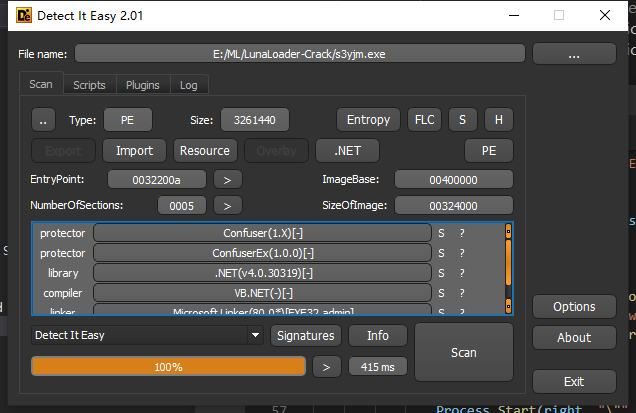 Detect It Easy 2.01
File name: E:/ML/LunaLoader-Crack/s3yjm.exe ...
Scan Scripts Plugins Log
.. Type: PE Size: 3261440 Entropy FLC S H
Export Import Resource Overlay .NET PE
EntryPoint: 0032200a > ImageBase: 00400000
NumberOfSections: 0005 > SizeOfImage: 00324000
protector Confuser(1.X)[-] S ?
protector ConfuserEx(1.0.0)[-] S ?
library .NET(v4.0.30319)[-] S ?
compiler VB.NET(-)[-] S ?
linker Microsoft Linker(80.0*)[EXE32,admin] S ?
Options
Detect It Easy Signatures Info Scan About
100% > 415 ms
Exit
57 Process.Start(right, "\""